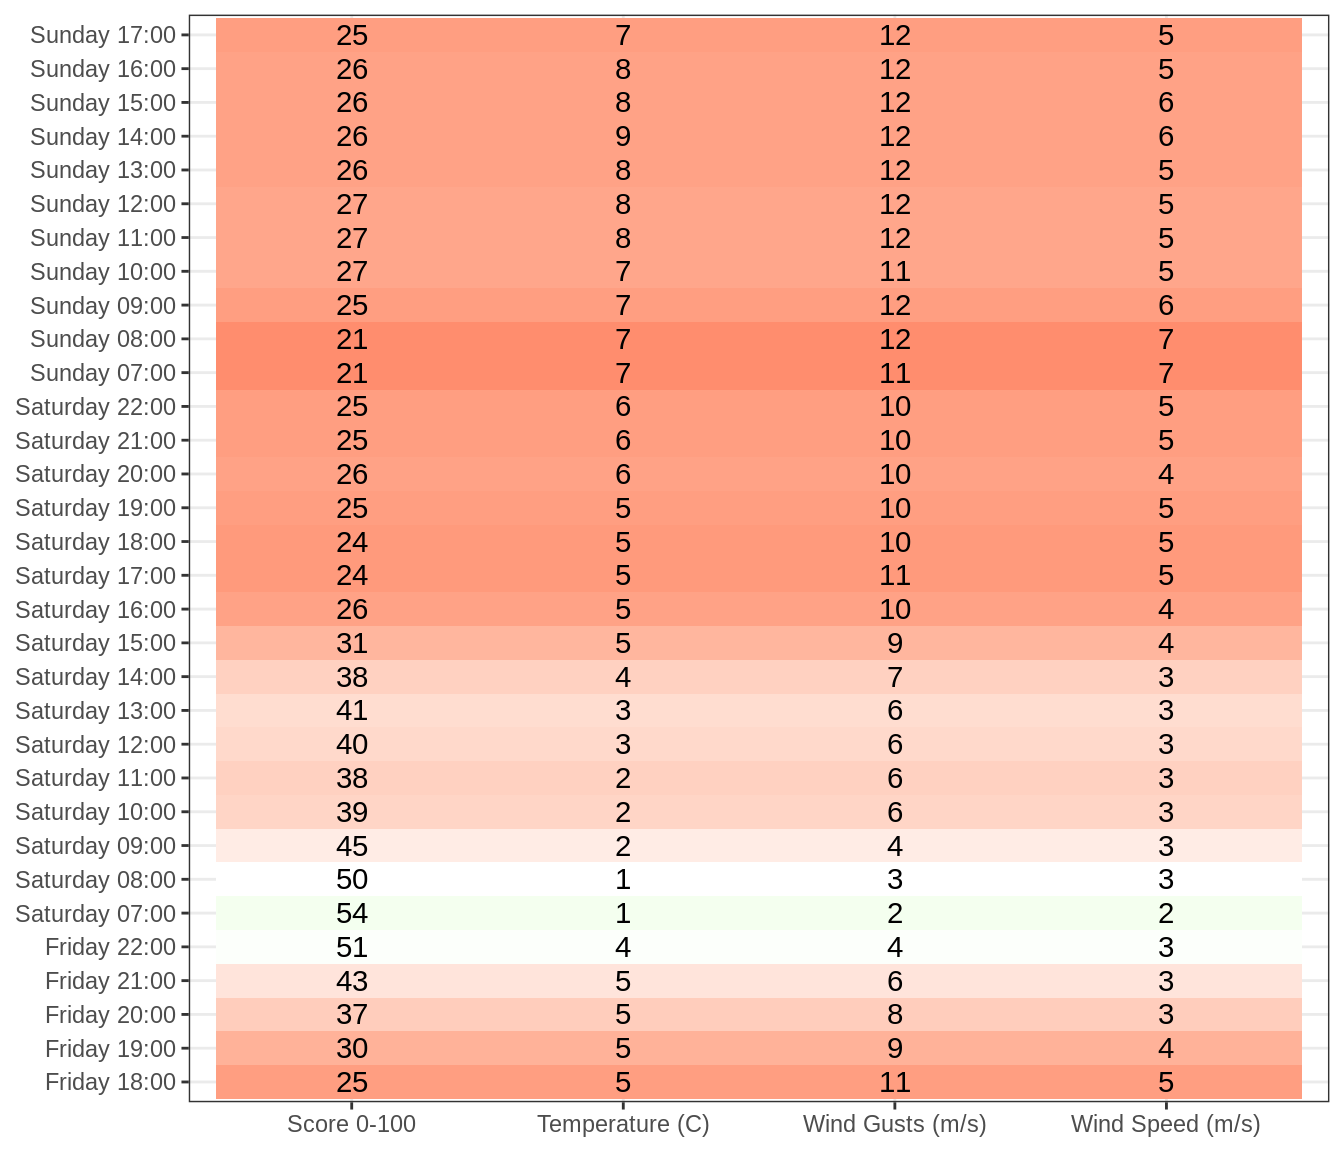 Sunday 17:00 25 7 12 5
Sunday 16:00 26 8 12 5
Sunday 15:00 26 8 12 6
Sunday 14:00 26 9 12 6
Sunday 13:00 26 8 12 5
Sunday 12:00 27 8 12 5
Sunday 11:00 27 8 12 5
Sunday 10:00 27 7 11 5
Sunday 09:00 25 7 12 6
Sunday 08:00 21 7 12 7
Sunday 07:00 21 7 11 7
Saturday 22:00 25 6 10 5
Saturday 21:00 25 6 10 5
Saturday 20:00 26 6 10 4
Saturday 19:00 25 5 10 5
Saturday 18:00 24 5 10 5
Saturday 17:00 24 5 11 5
Saturday 16:00 26 5 10 4
Saturday 15:00 31 5 9 4
Saturday 14:00 38 4 7 3
Saturday 13:00 41 3 6 3
Saturday 12:00 40 3 6 3
Saturday 11:00 38 2 6 3
Saturday 10:00 39 2 6 3
Saturday 09:00 45 2 4 3
Saturday 08:00 50 1 3 3
Saturday 07:00 54 1 2 2
Friday 22:00 51 4 4 3
Friday 21:00 43 5 6 3
Friday 20:00 37 5 8 3
Friday 19:00 30 5 9 4
Friday 18:00 25 5 11 5
Score 0-100 Temperature (C) Wind Gusts (m/s) Wind Speed (m/s)